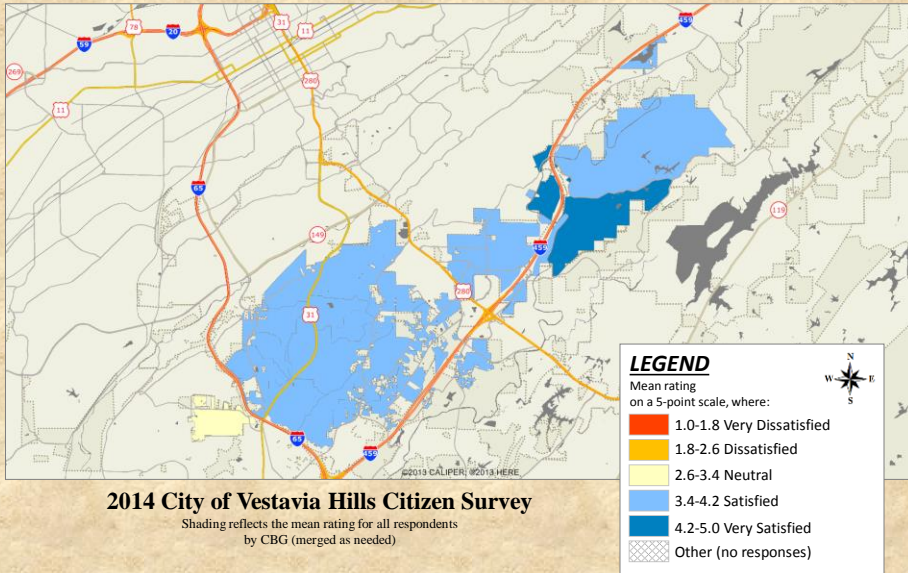 31
459
78
11
59
20
280
269
11
65
119
149
459
280
31
65
459
©2013 CALIPER; ©2013 HERE
LEGEND
N
W E
S
Mean rating
on a 5-point scale, where:
1.0-1.8 Very Dissatisfied
1.8-2.6 Dissatisfied
2.6-3.4 Neutral
3.4-4.2 Satisfied
4.2-5.0 Very Satisfied
Other (no responses)
2014 City of Vestavia Hills Citizen Survey
Shading reflects the mean rating for all respondents
by CBG (merged as needed)